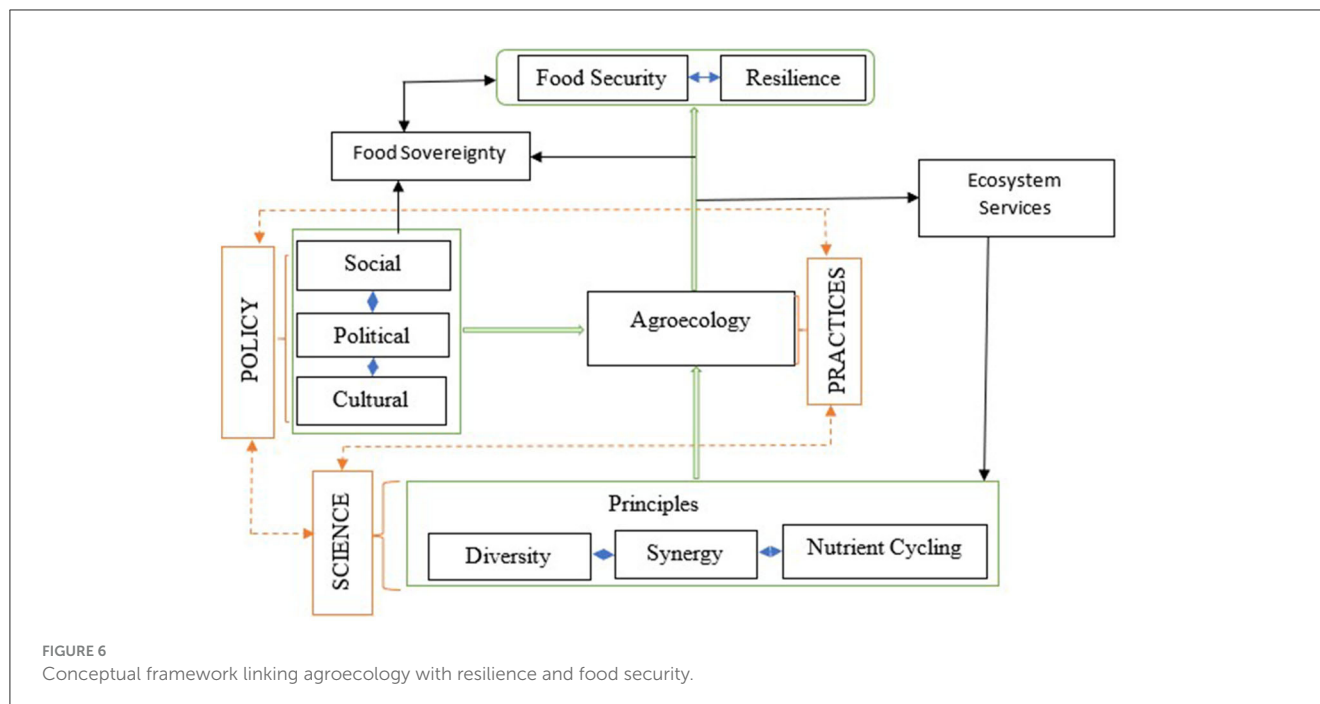 Food Security
Resilience
Food Sovereignty
Ecosystem
Services
POLICY
Social
Political
Cultural
Agroecology
PRACTICES
SCIENCE
Principles
Diversity
Synergy
Nutrient Cycling
FIGURE 6
Conceptual framework linking agroecology with resilience and food security.